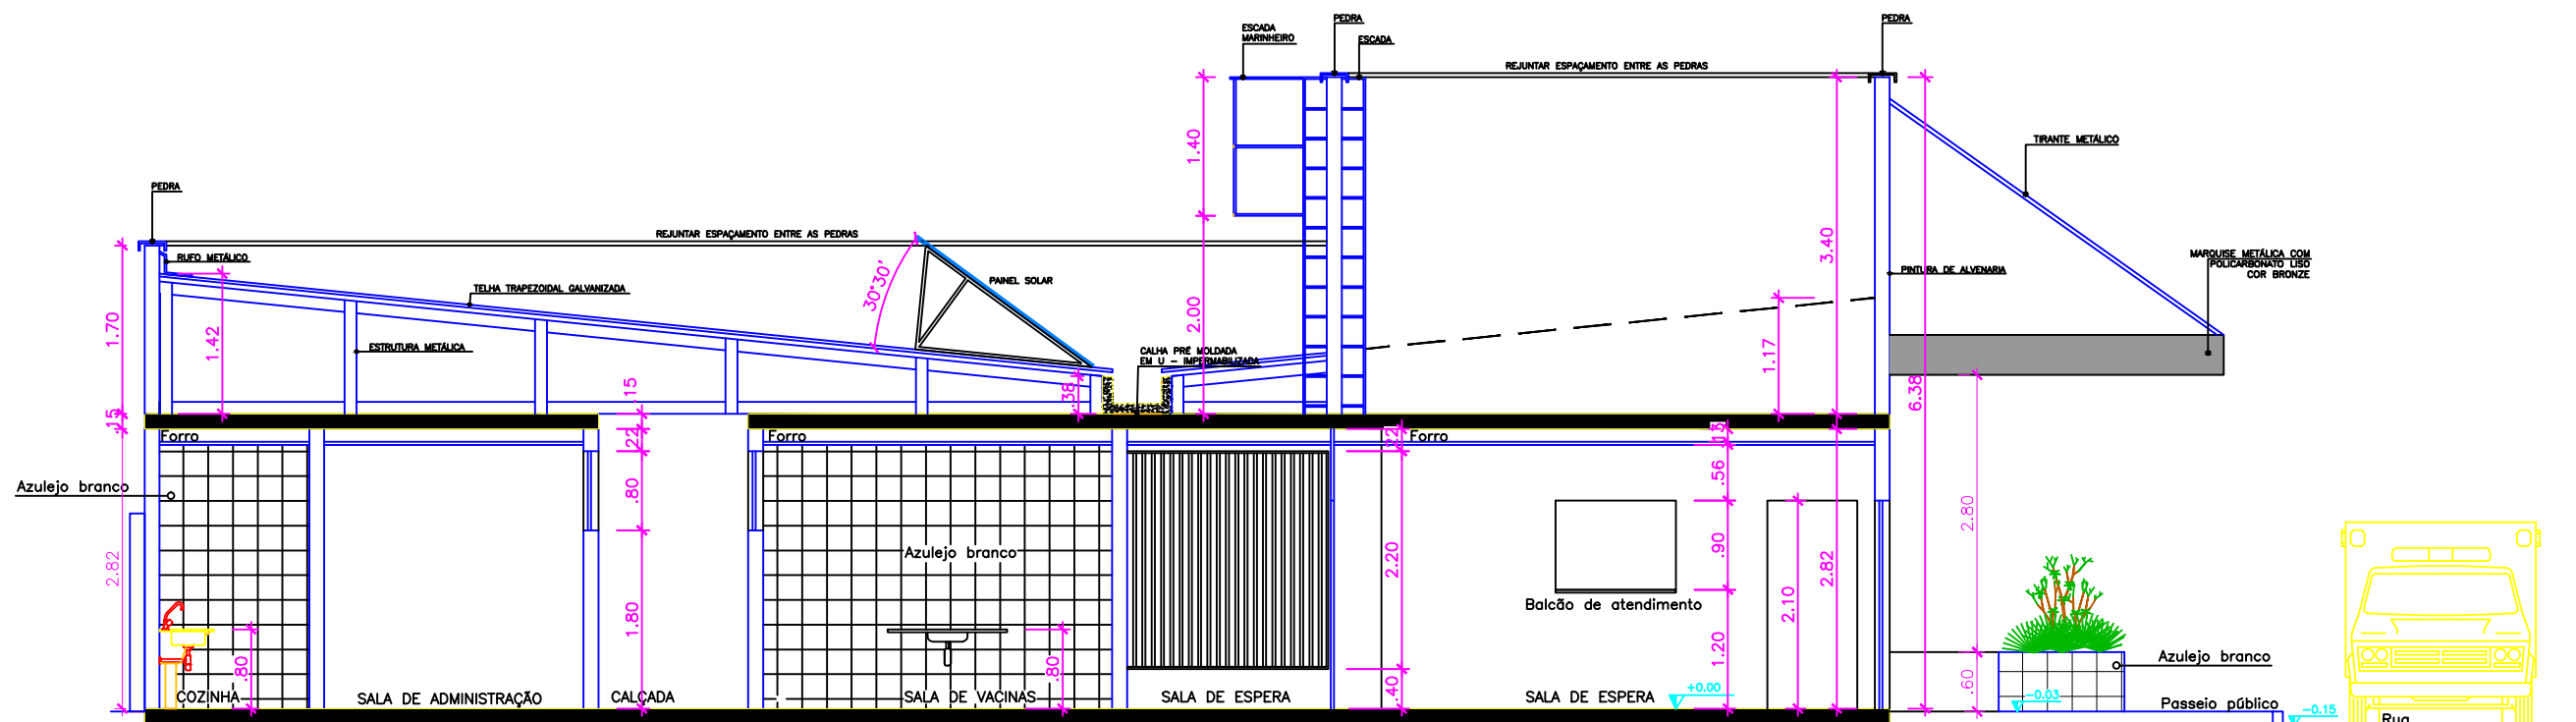 PEDRA
PEDRA
ESCADA
MARINHEIRO
ESCADA
REJUNTAR ESPAÇAMENTO ENTRE AS PEDRAS
1.40
TIRANTE METÁLICO
PEDRA
REJUNTAR ESPAÇAMENTO ENTRE AS PEDRAS
3.40
RUFO METÁLICO
30°30'
PAINEL SOLAR
PINTURA DE ALVENARIA
MARQUISE METÁLICA COM
POLICARBONATO LISO
COR BRONZE
TELHA TRAPEZOIDAL GALVANIZADA
1.70
1.42
ESTRUTURA METÁLICA
2.00
CALHA PRÉ MOLDADA
EM U - IMPERMABILIZADA
1.17
.38
6.38
.15
.15
Forro
.22
Forro
.22
Forro
.13
Azulejo branco
.80
.56
2.80
2.82
Azulejo branco
2.20
.90
2.82
Balcão de atendimento
2.10
1.80
1.20
.80
.80
.40
.60
Azulejo branco
COZINHA
SALA DE ADMINISTRAÇÃO
CALÇADA
SALA DE VACINAS
SALA DE ESPERA
SALA DE ESPERA
+0.00
-0.03
Passeio público
-0.15
Rua